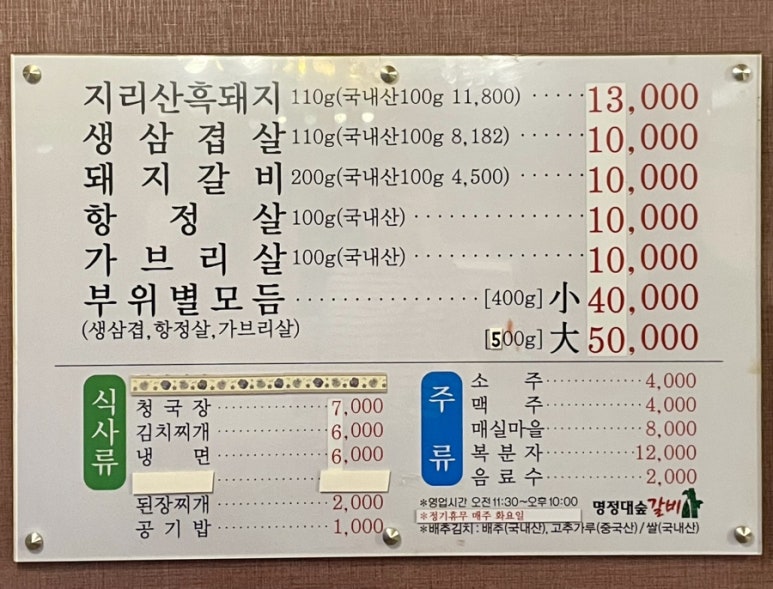 지리산흑돼지 110g(국내산100g 11,800) ······ 13,000
생삼겹살 110g(국내산100g 8,182) ······ 10,000
돼지갈비 200g(국내산100g 4,500) ······ 10,000
항정살 100g(국내산) ······ 10,000
가브리살 100g(국내산) ······ 10,000
부위별모듬 ······ [400g] 小 40,000
(생삼겹,항정살,가브리살) [500g] 大 50,000
식사류
청국장 ······ 7,000
김치찌개 ······ 6,000
냉면 ······ 6,000
된장찌개 ······ 2,000
공기밥 ······ 1,000
주류
소주 ······ 4,000
맥주 ······ 4,000
매실마을 ······ 8,000
복분자 ······ 12,000
음료수 ······ 2,000
*영업시간 오전11:30~오후10:00
*정기휴무 매주 화요일
명정대숲갈비
*배추김치 : 배추(국내산), 고추가루(중국산) / 쌀(국내산)